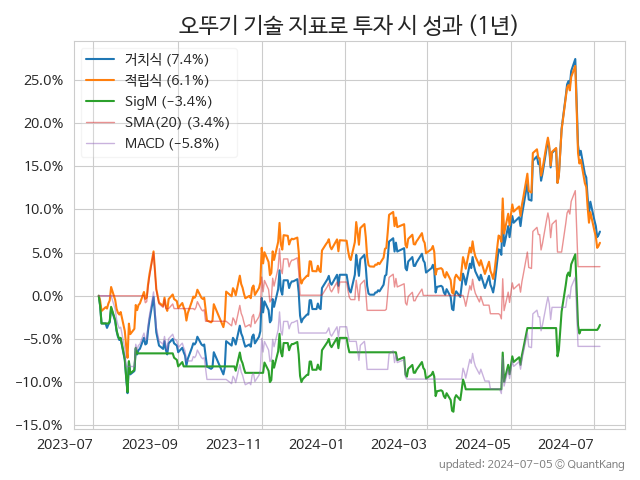 오뚜기 기술 지표로 투자 시 성과 (1년)
거치식 (7.4%)
적립식 (6.1%)
SigM (−3.4%)
SMA(20) (3.4%)
MACD (−5.8%)
25.0%
20.0%
15.0%
10.0%
5.0%
0.0%
−5.0%
−10.0%
−15.0%
2023-07 2023-09 2023-11 2024-01 2024-03 2024-05 2024-07
updated: 2024-07-05 © QuantKang